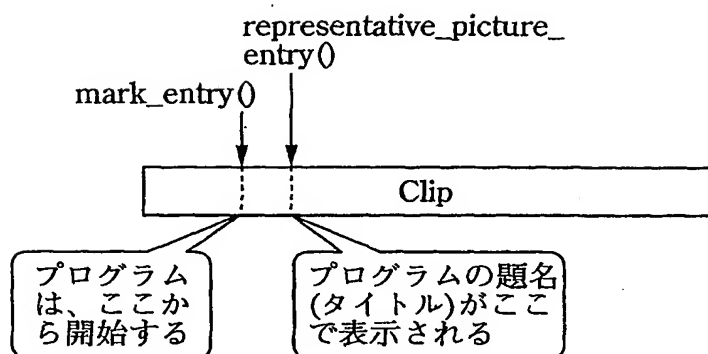 representative_picture_
entry()
mark_entry()
Clip
プログラム
は、ここか
ら開始する
プログラムの題名
(タイトル)がここ
で表示される